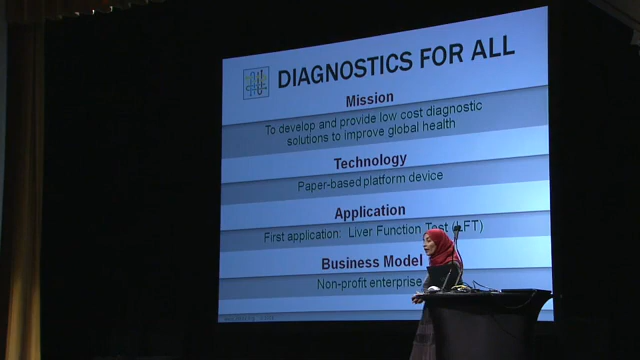 DIAGNOSTICS FOR ALL
Mission
To develop and provide low cost diagnostic
solutions to improve global health
Technology
Paper-based platform device
Application
First application: Liver Function Test (LFT)
Business Model
Non-profit enterprise